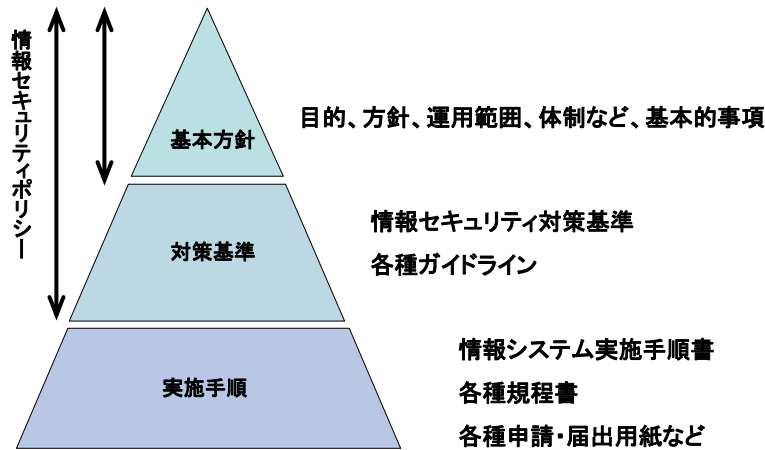 情報セキュリティポリシー
基本方針
目的、方針、運用範囲、体制など、基本的事項
対策基準
情報セキュリティ対策基準
各種ガイドライン
実施手順
情報システム実施手順書
各種規程書
各種申請・届出用紙など